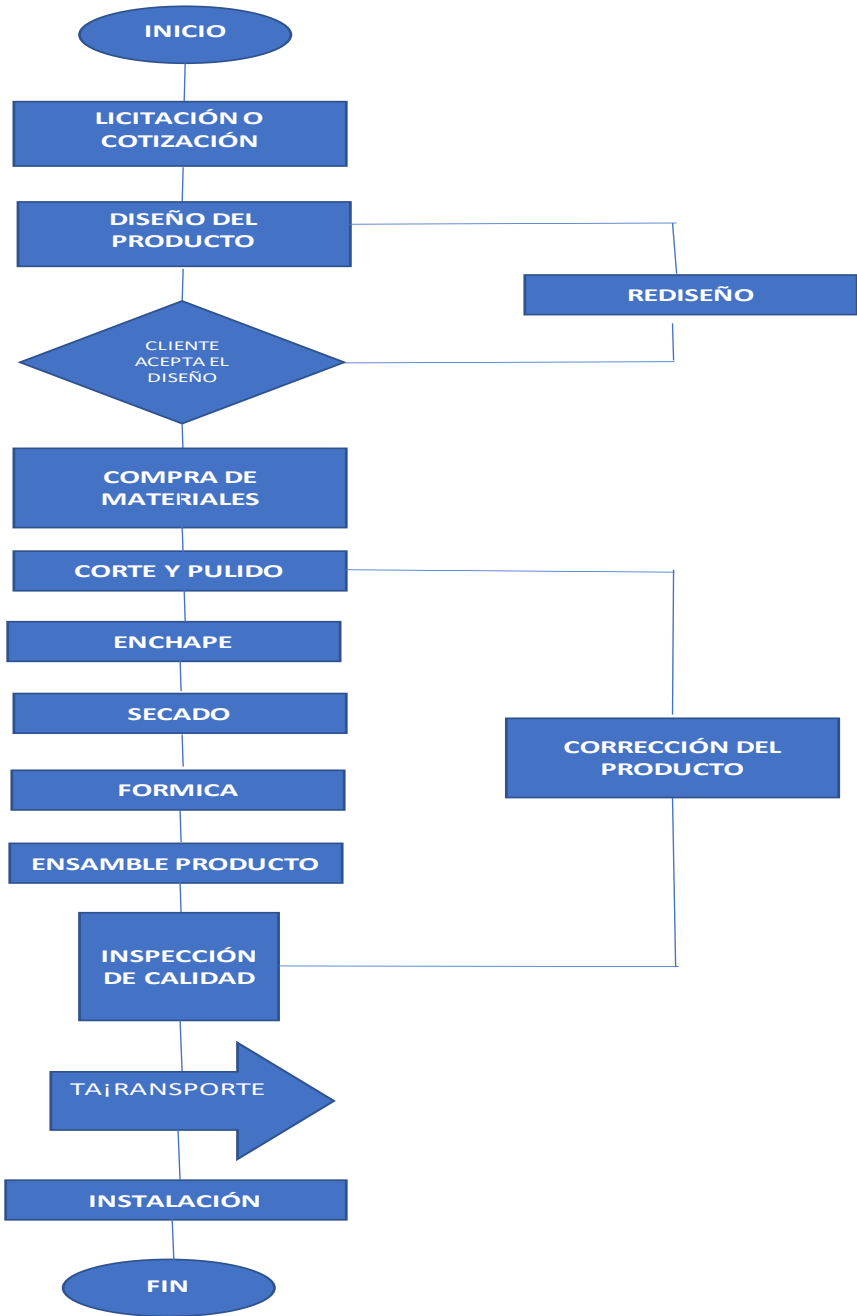 INICIO
LICITACIÓN O
COTIZACIÓN
DISEÑO DEL
PRODUCTO
REDISEÑO
CLIENTE
ACEPTA EL
DISEÑO
COMPRA DE
MATERIALES
CORTE Y PULIDO
ENCHAPE
SECADO
CORRECCIÓN DEL
PRODUCTO
FORMICA
ENSAMBLE PRODUCTO
INSPECCIÓN
DE CALIDAD
TA¡RANSPORTE
INSTALACIÓN
FIN